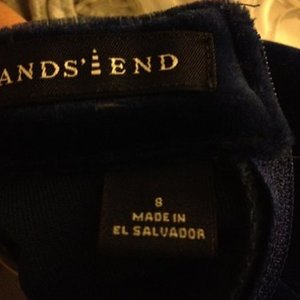 ANDS' END
8
MADE IN
EL SALVADOR